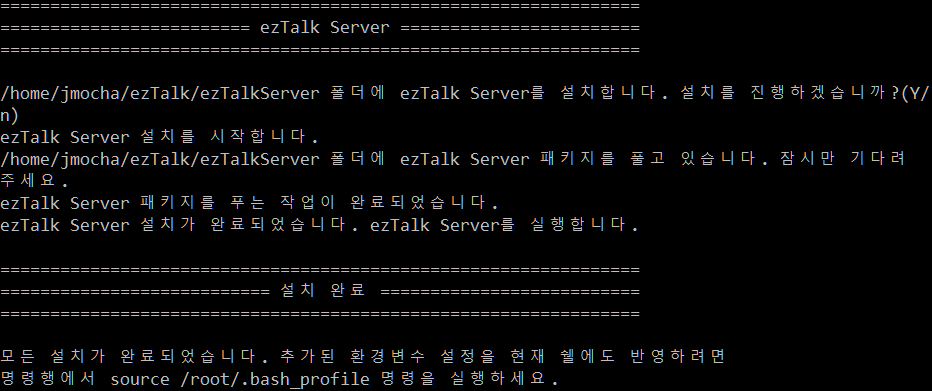 ================================================================
========================= ezTalk Server ========================
================================================================
/home/jmocha/ezTalk/ezTalkServer 폴더에 ezTalk Server를 설치합니다. 설치를 진행하겠습니까?(Y/
n)
ezTalk Server 설치를 시작합니다.
/home/jmocha/ezTalk/ezTalkServer 폴더에 ezTalk Server 패키지를 풀고 있습니다. 잠시만 기다려
주세요.
ezTalk Server 패키지를 푸는 작업이 완료되었습니다.
ezTalk Server 설치가 완료되었습니다. ezTalk Server를 실행합니다.
================================================================
=========================== 설치 완료 ==========================
================================================================
모든 설치가 완료되었습니다. 추가된 환경변수 설정을 현재 쉘에도 반영하려면
명령행에서 source /root/.bash_profile 명령을 실행하세요.